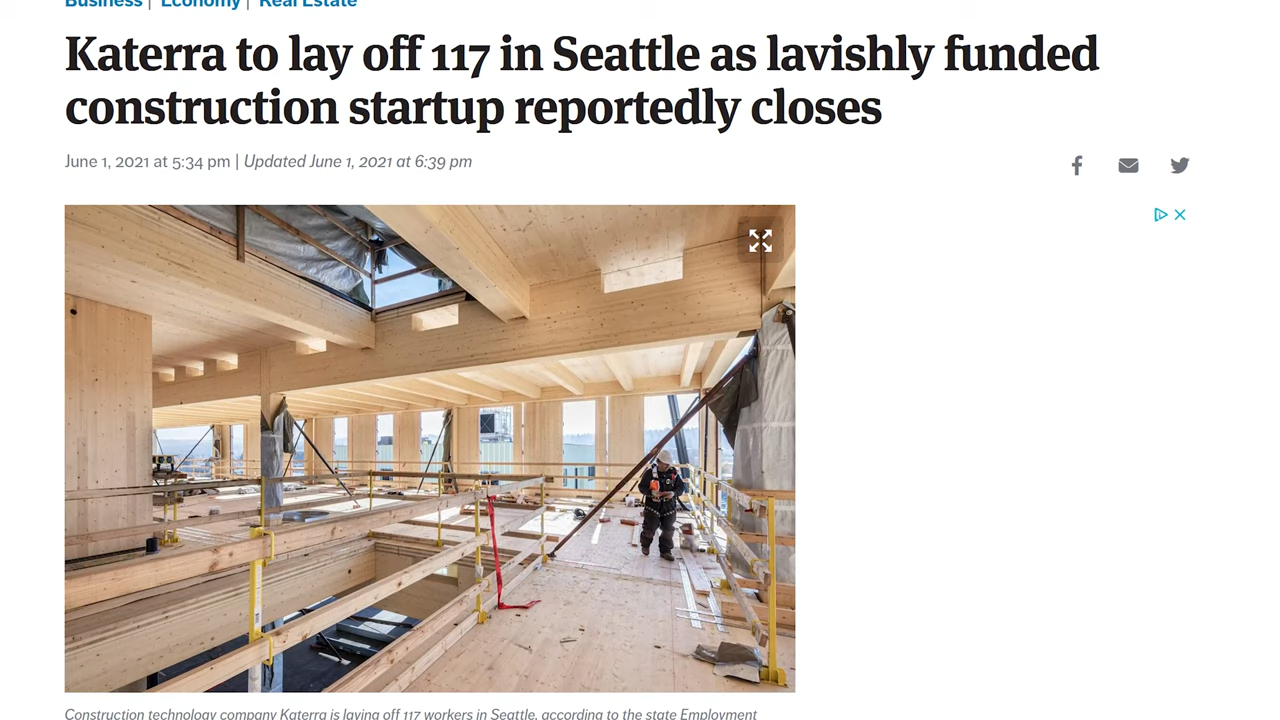 Business | Economy | Real Estate
Katerra to lay off 117 in Seattle as lavishly funded
construction startup reportedly closes
June 1, 2021 at 5:34 pm | Updated June 1, 2021 at 6:39 pm
Construction technology company Katerra is laying off 117 workers in Seattle, according to the state Employment